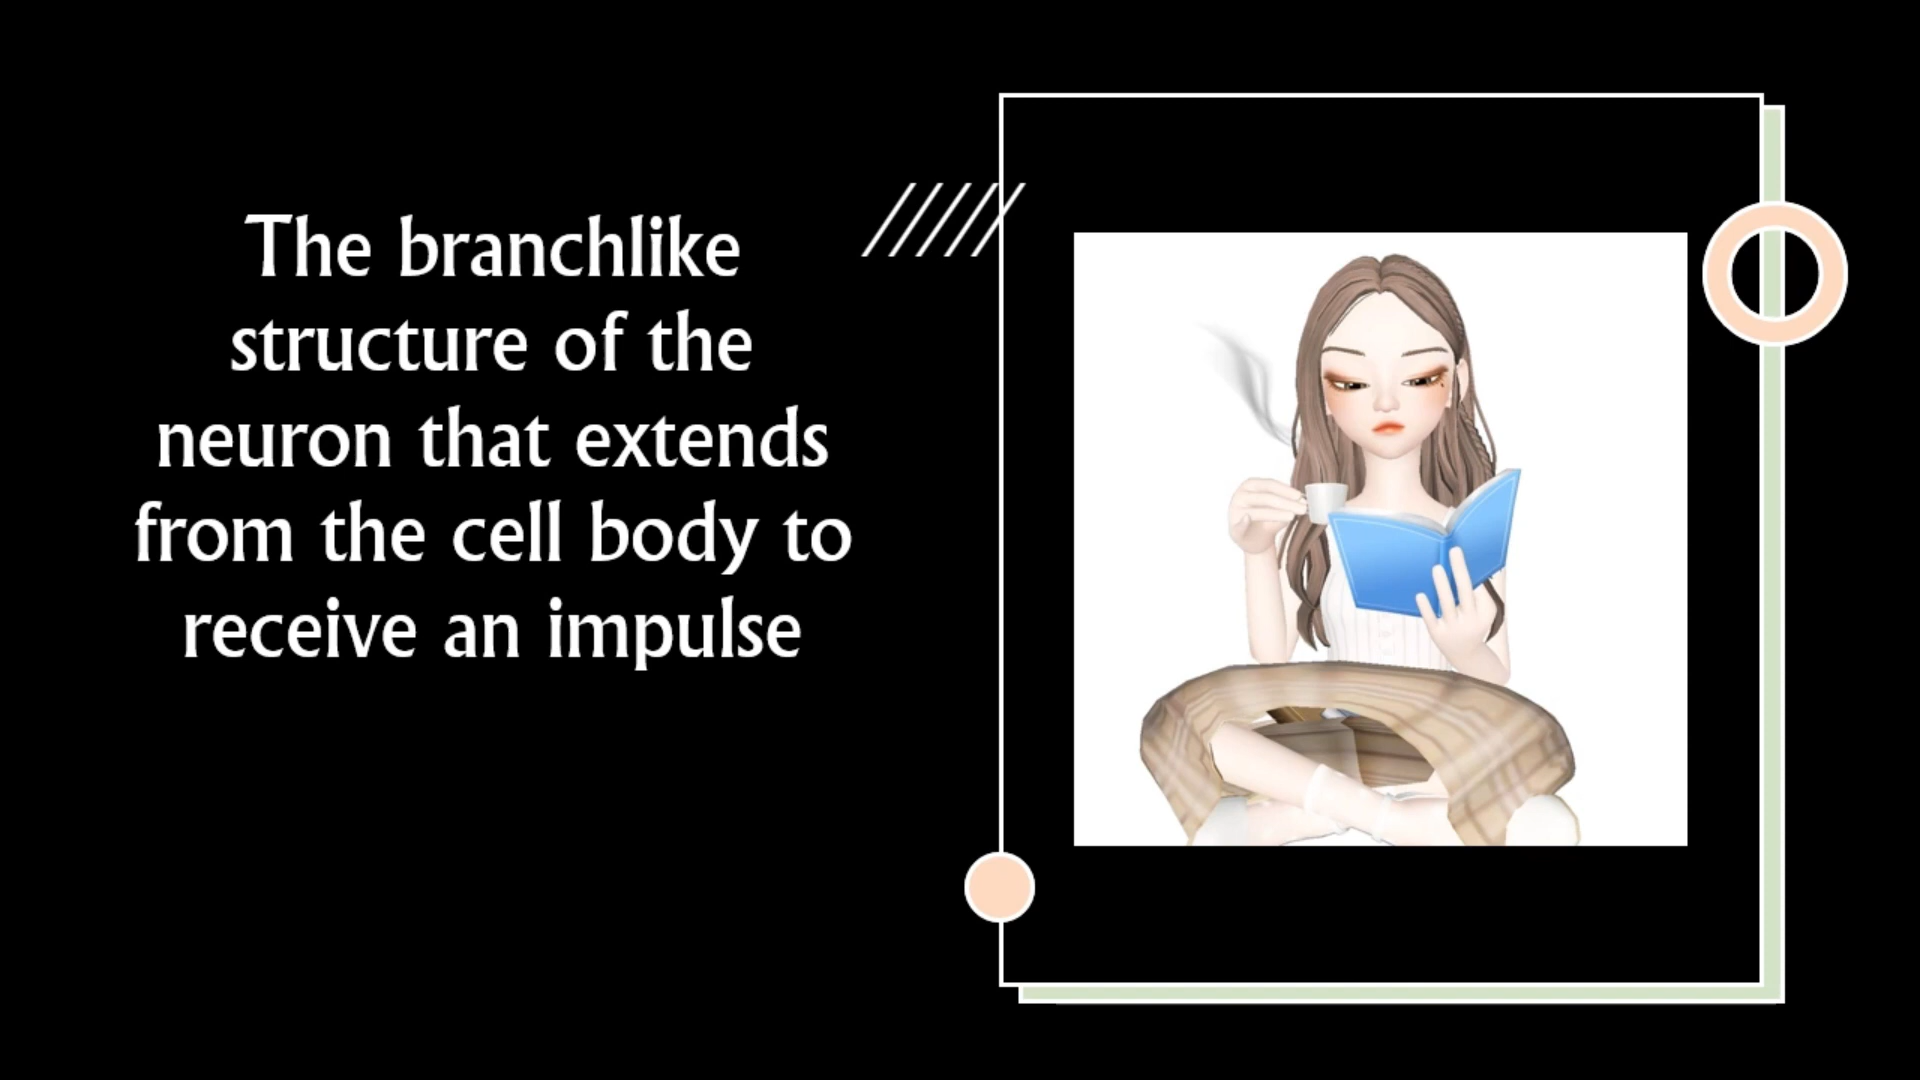 The branchlike
structure of the
neuron that extends
from the cell body to
receive an impulse